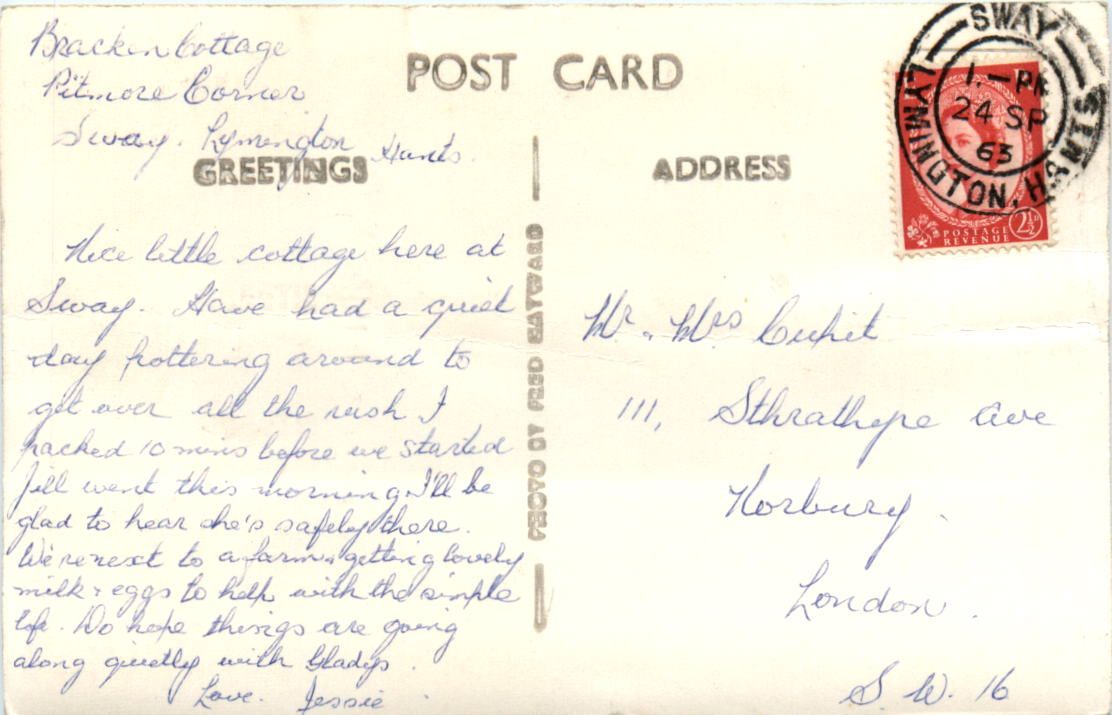 Bracken Cottage
Pitmore Corner
Sway. Lymington Hants.
POST CARD
GREETINGS
ADDRESS
Nice little cottage here at
Sway. Have had a quiet
day pottering around to
get over all the rush I
packed 10 mins before we started
Jill went this morning. I'll be
glad to hear she's safely there.
We're next to a farm, getting lovely
milk & eggs to help with the simple
life. Do hope things are going
along quietly with Gladys.
Love. Jessie.
PHOTO BY FRED HAYWARD
SWAY
1.-PM
24 SP
63
LYMINGTON, HANTS
2½D
POSTAGE
REVENUE
Mr. & Mrs
111, Ave
Norbury.
London.
S. W. 16